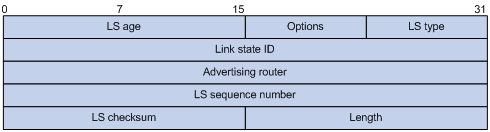 0 7 15 31
LS age Options LS type
Link state ID
Advertising router
LS sequence number
LS checksum Length